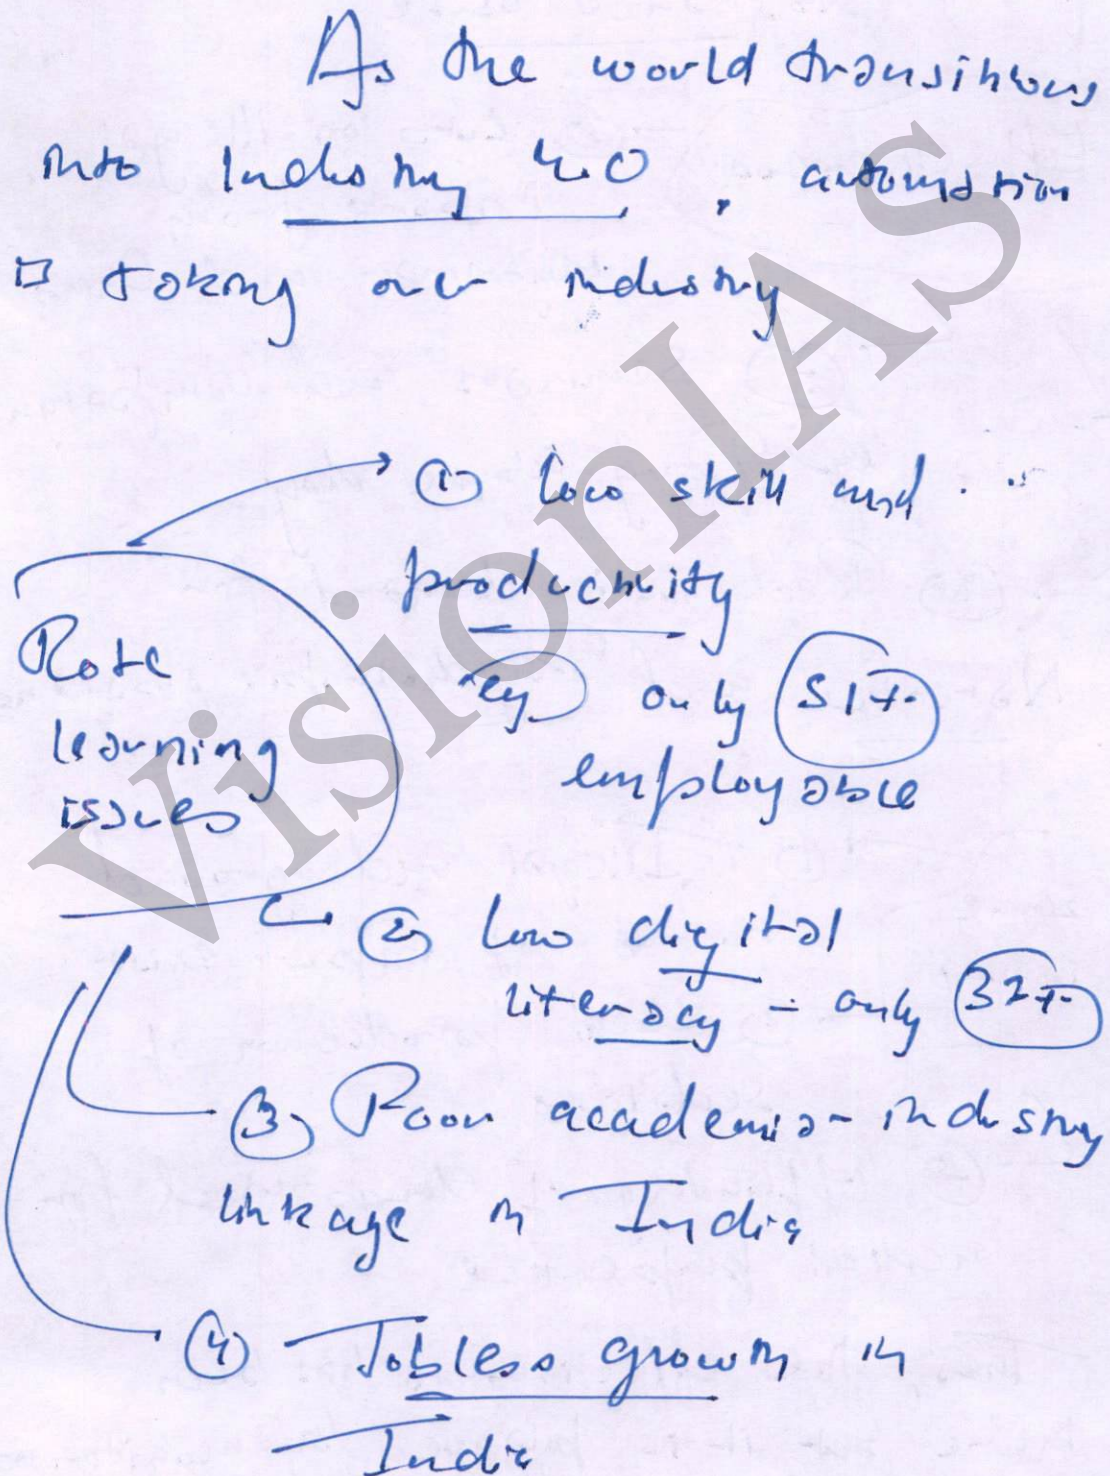 As the world transitions
into Industry 4.0, automation
is taking over industry
① Low skill and
productivity
Rote
learning
issues
eg only 51%
employable
② Low digital
literacy - only 32%
③ Poor academia-industry
linkage in India
④ Jobless growth in
India
VisionIAS